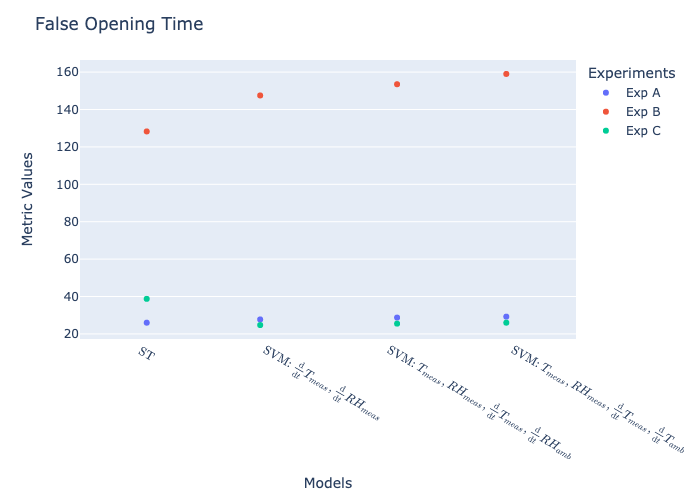 False Opening Time
Experiments
Exp A
Exp B
Exp C
Metric Values
160
140
120
100
80
60
40
20
ST
SVM: d/dt T_meas, d/dt RH_meas
SVM: T_meas, RH_meas, d/dt T_meas, d/dt RH_amb
SVM: T_meas, RH_meas, d/dt T_meas, d/dt T_amb
Models